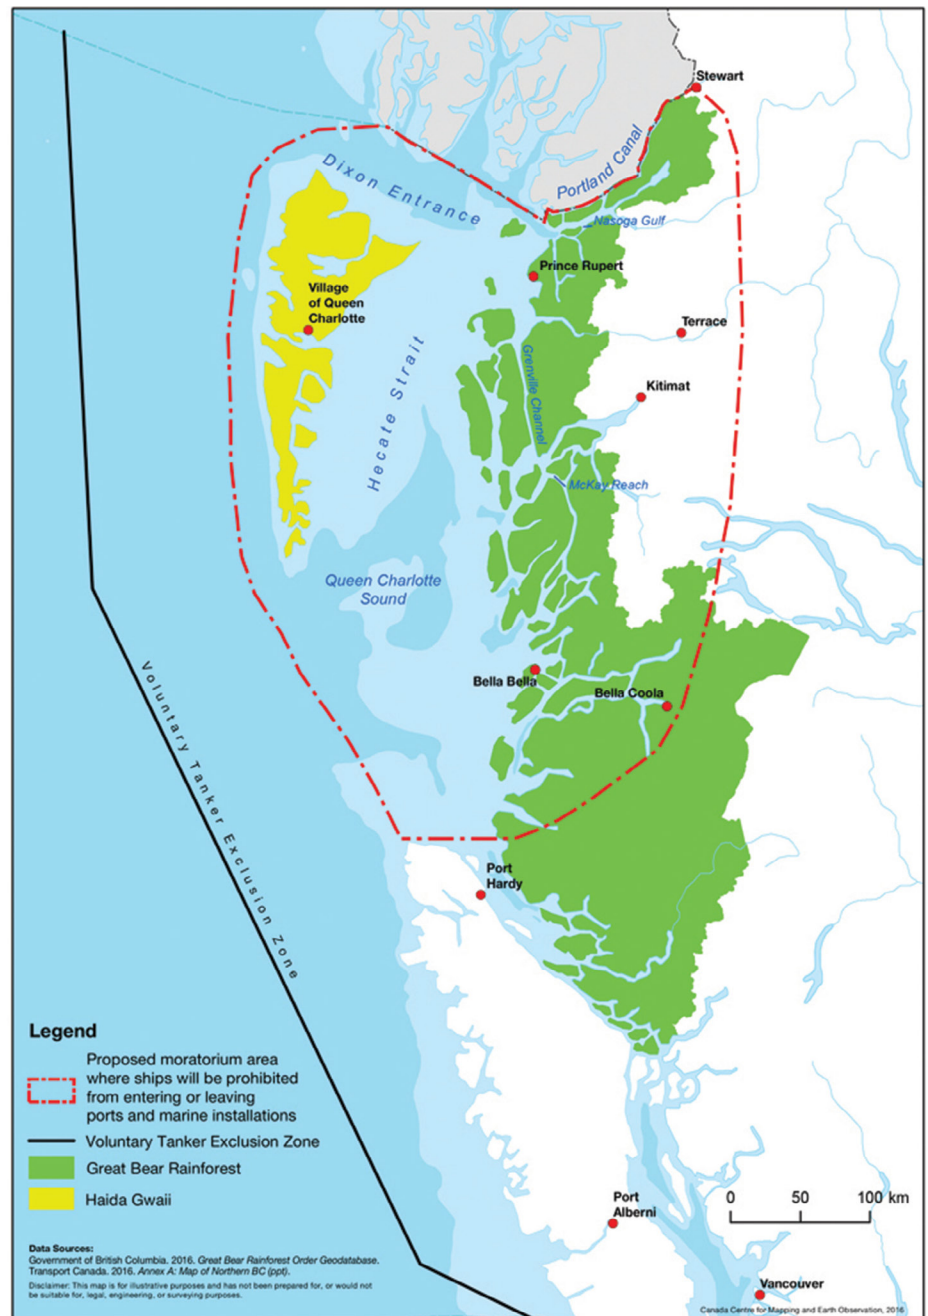 Stewart
Portland Canal
Dixon Entrance
Nasoga Gulf
Prince Rupert
Village
of Queen
Charlotte
Terrace
Hecate Strait
Grenville Channel
Kitimat
McKay Reach
Queen Charlotte
Sound
Bella Bella
Bella Coola
Voluntary Tanker Exclusion Zone
Port
Hardy
Legend
Proposed moratorium area
where ships will be prohibited
from entering or leaving
ports and marine installations
Voluntary Tanker Exclusion Zone
Great Bear Rainforest
Haida Gwaii
Port
Alberni
0 50 100 km
Data Sources:
Government of British Columbia. 2016. Great Bear Rainforest Order Geodatabase.
Transport Canada. 2016. Annex A: Map of Northern BC (ppt).
Disclaimer: This map is for illustrative purposes and has not been prepared for, or would not
be suitable for, legal, engineering, or surveying purposes.
Vancouver
Canada Centre for Mapping and Earth Observation, 2016